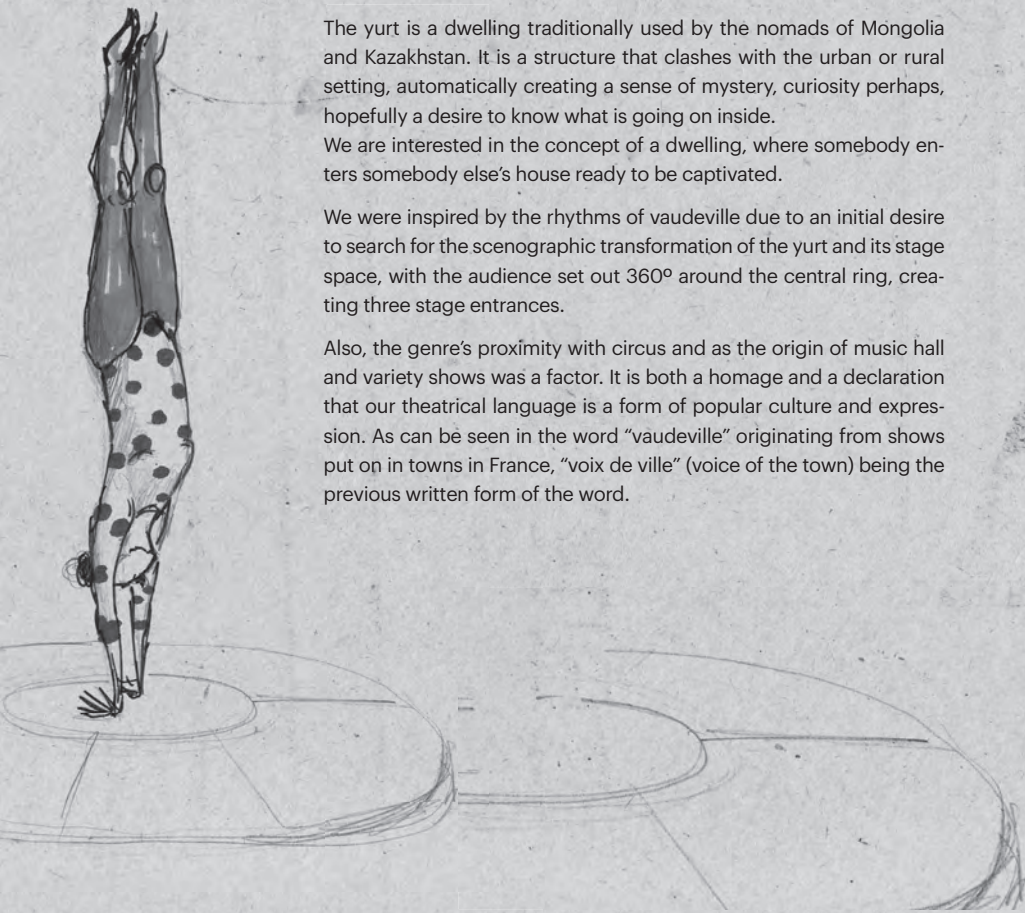 The yurt is a dwelling traditionally used by the nomads of Mongolia
and Kazakhstan. It is a structure that clashes with the urban or rural
setting, automatically creating a sense of mystery, curiosity perhaps,
hopefully a desire to know what is going on inside.
We are interested in the concept of a dwelling, where somebody en-
ters somebody else’s house ready to be captivated.
We were inspired by the rhythms of vaudeville due to an initial desire
to search for the scenographic transformation of the yurt and its stage
space, with the audience set out 360º around the central ring, crea-
ting three stage entrances.
Also, the genre’s proximity with circus and as the origin of music hall
and variety shows was a factor. It is both a homage and a declaration
that our theatrical language is a form of popular culture and expres-
sion. As can be seen in the word “vaudeville” originating from shows
put on in towns in France, “voix de ville” (voice of the town) being the
previous written form of the word.